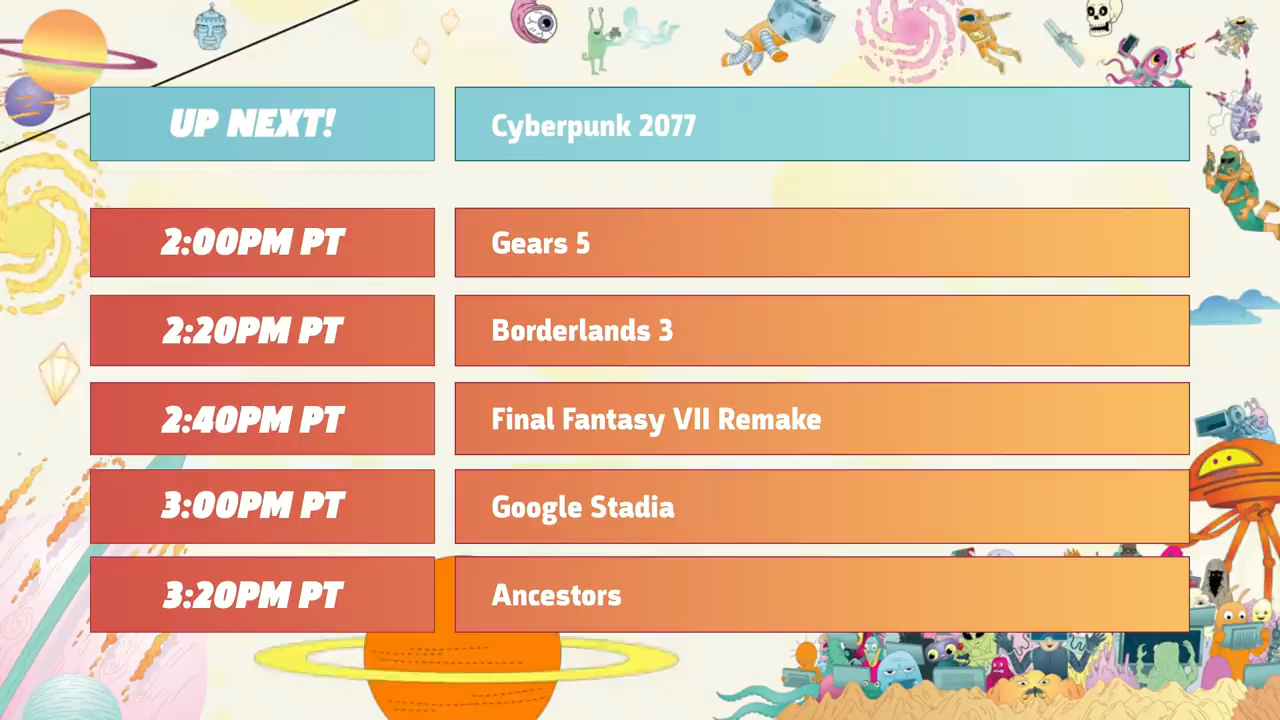 UP NEXT! Cyberpunk 2077
2:00PM PT Gears 5
2:20PM PT Borderlands 3
2:40PM PT Final Fantasy VII Remake
3:00PM PT Google Stadia
3:20PM PT Ancestors